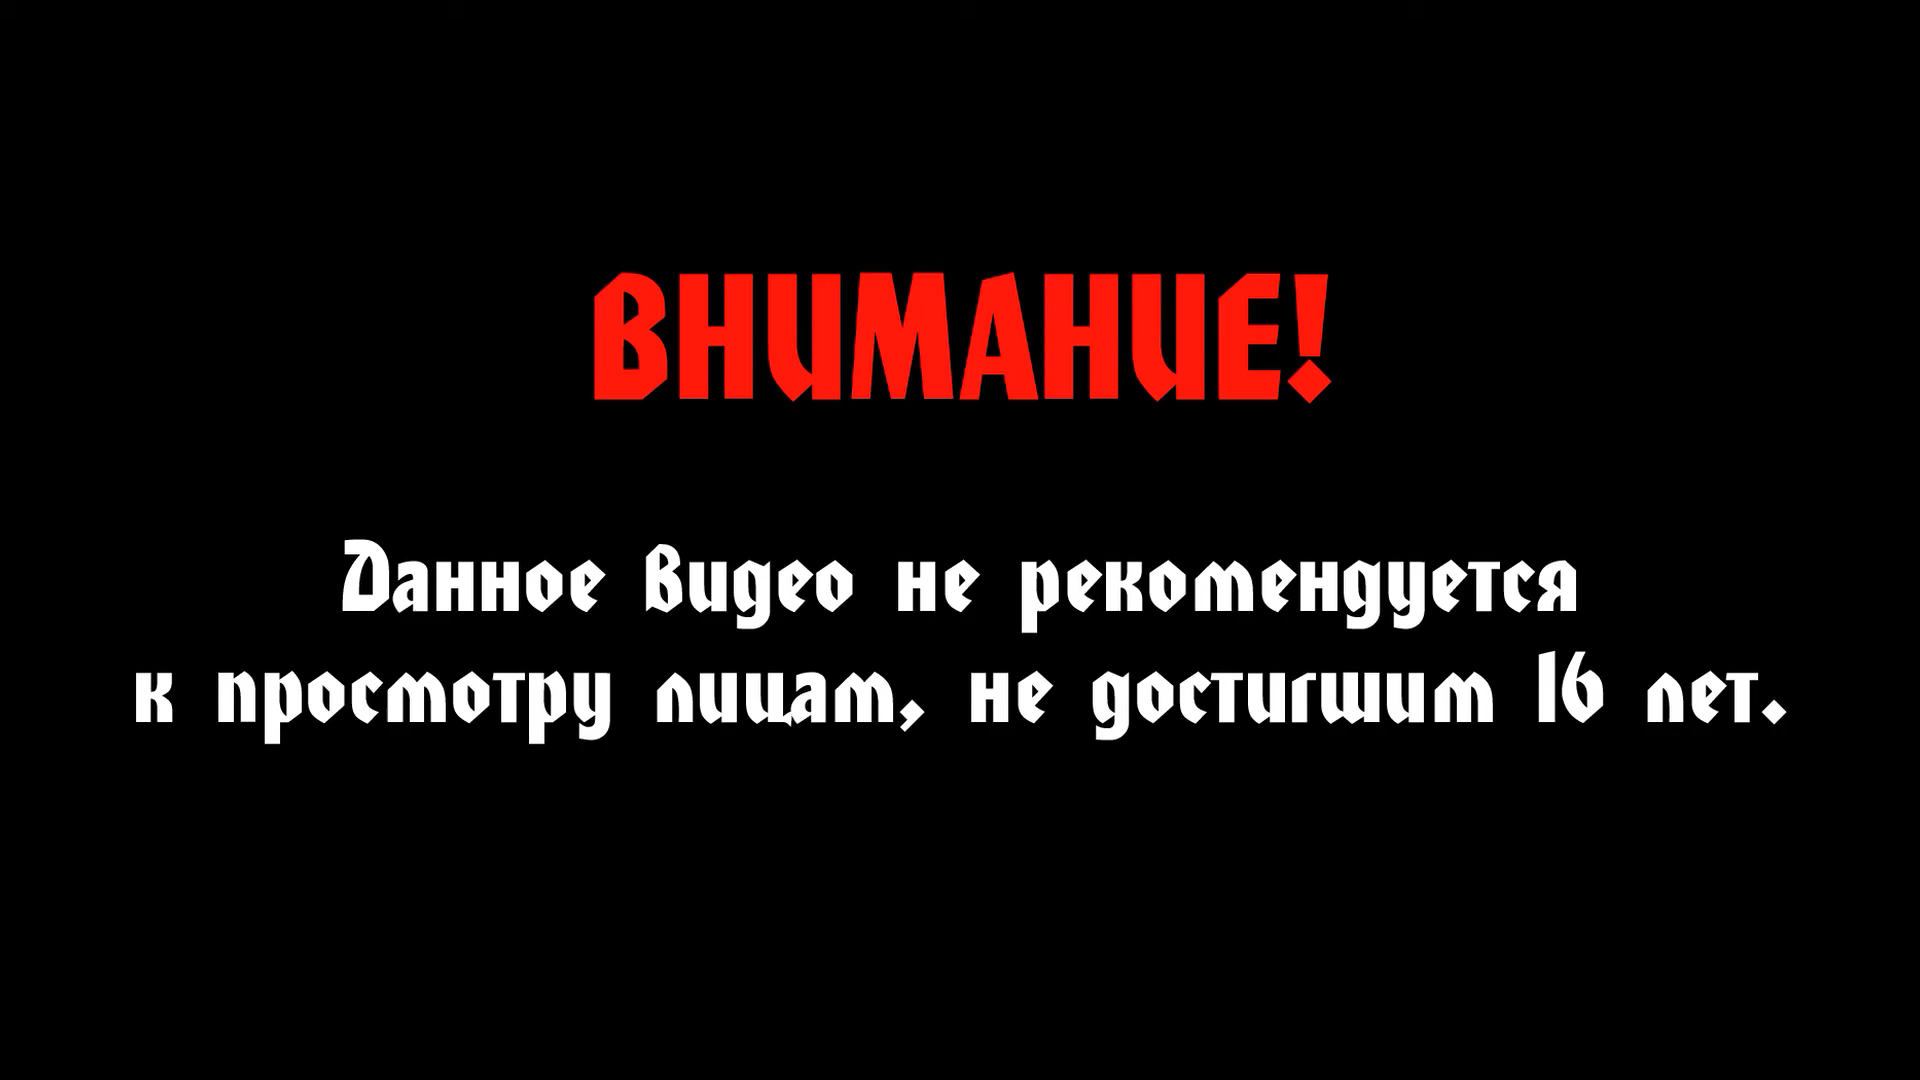 ВНИМАНИЕ!
Данное видео не рекомендуется
к просмотру лицам, не достигшим 16 лет.